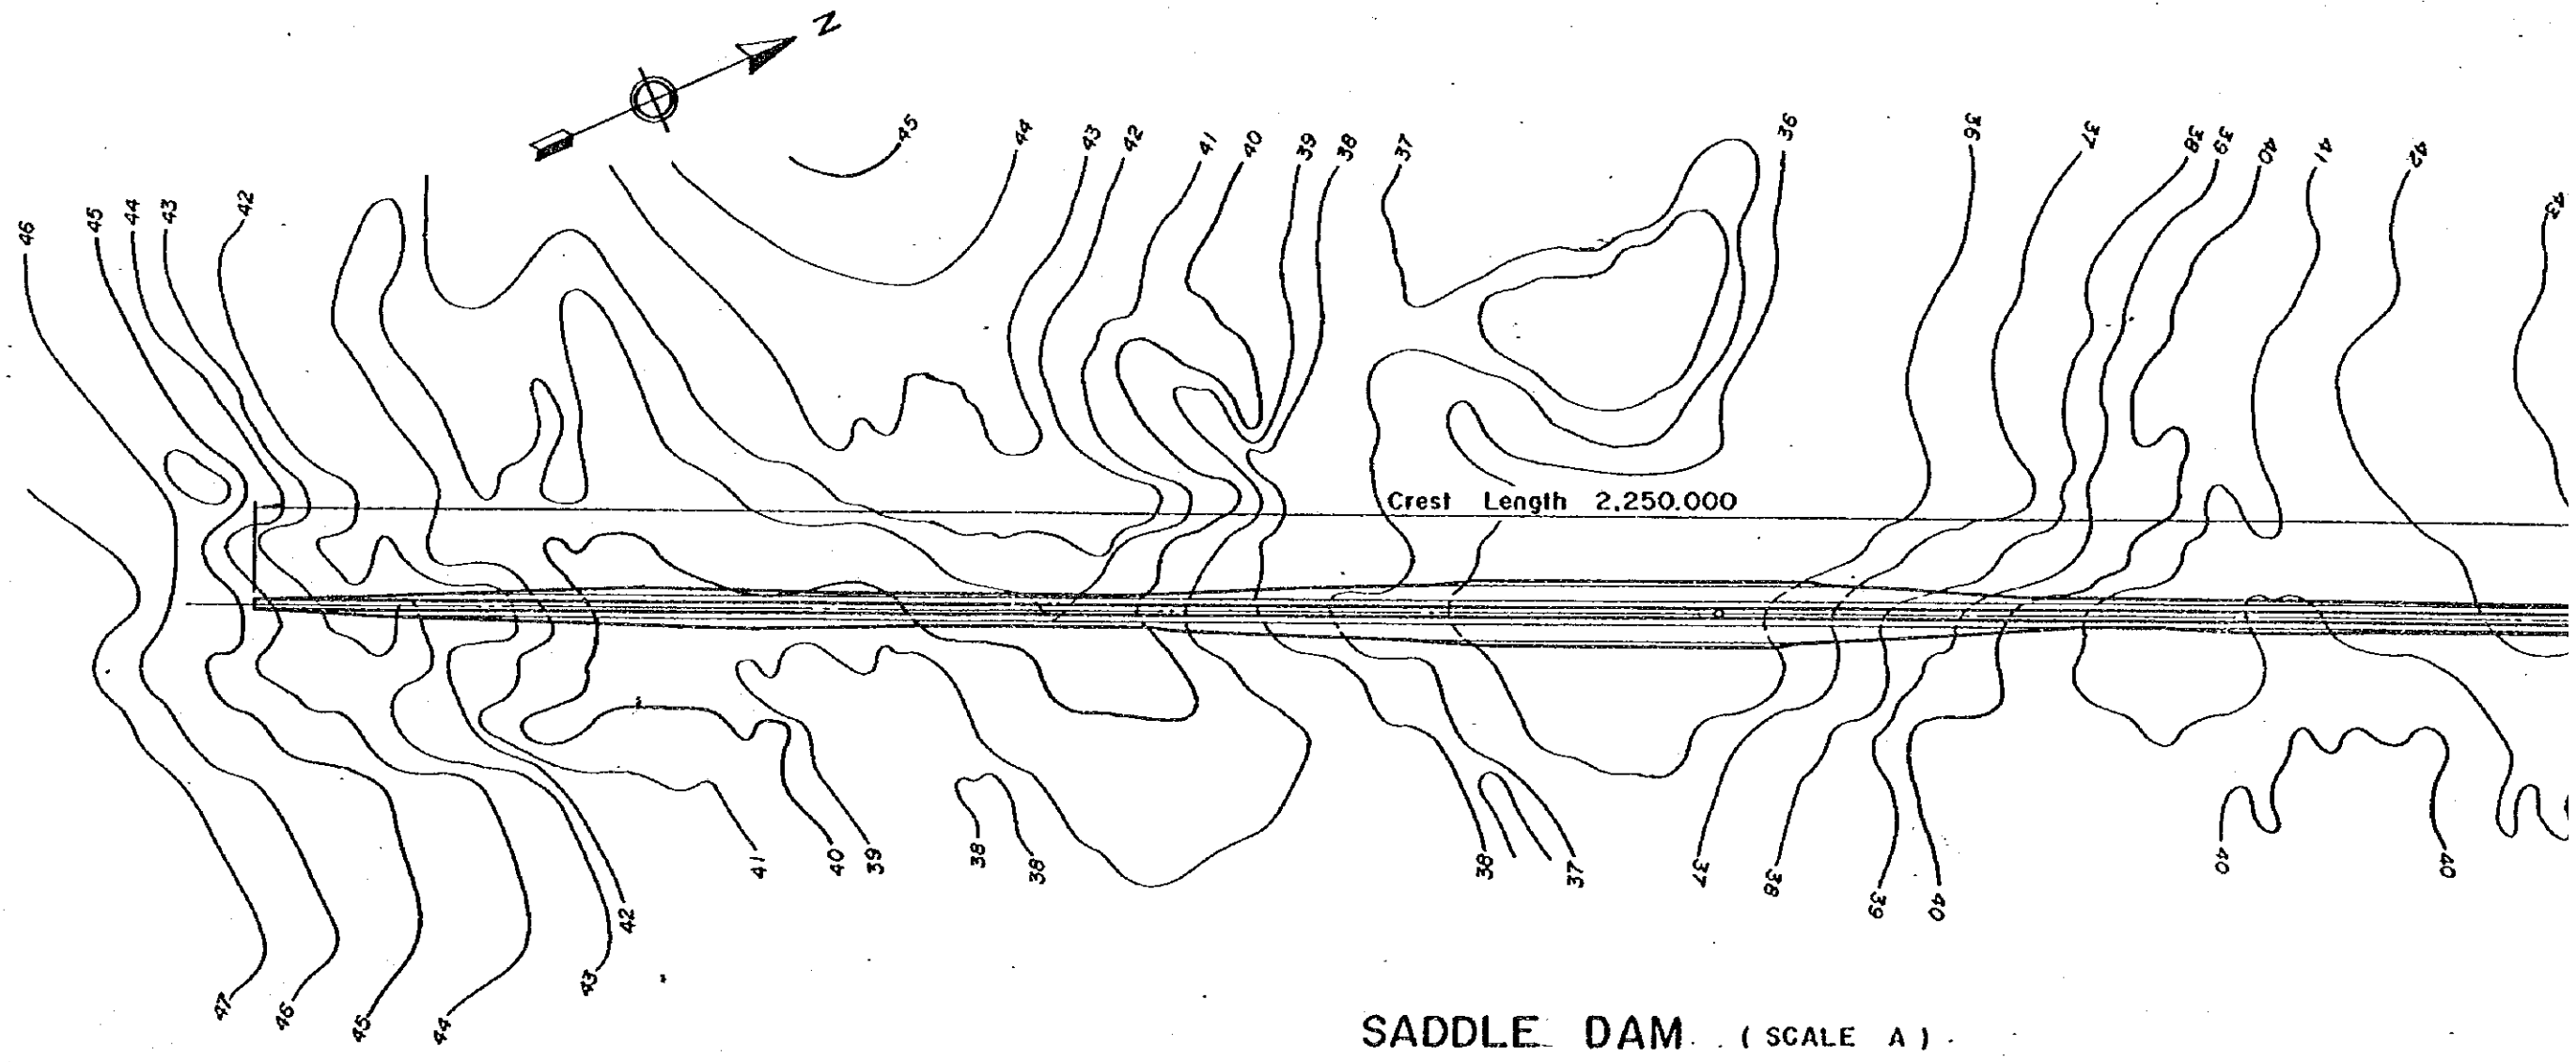 N
45 44 43 42 41 40 39 38 37 36 36 37 38 39 40 41 42 43
46 45 44 43 42
Crest Length 2.250.000
41 40 39 38 38 38 37 37 38 39 40 40 40
42
43
47 46 45 44
SADDLE DAM (SCALE A)